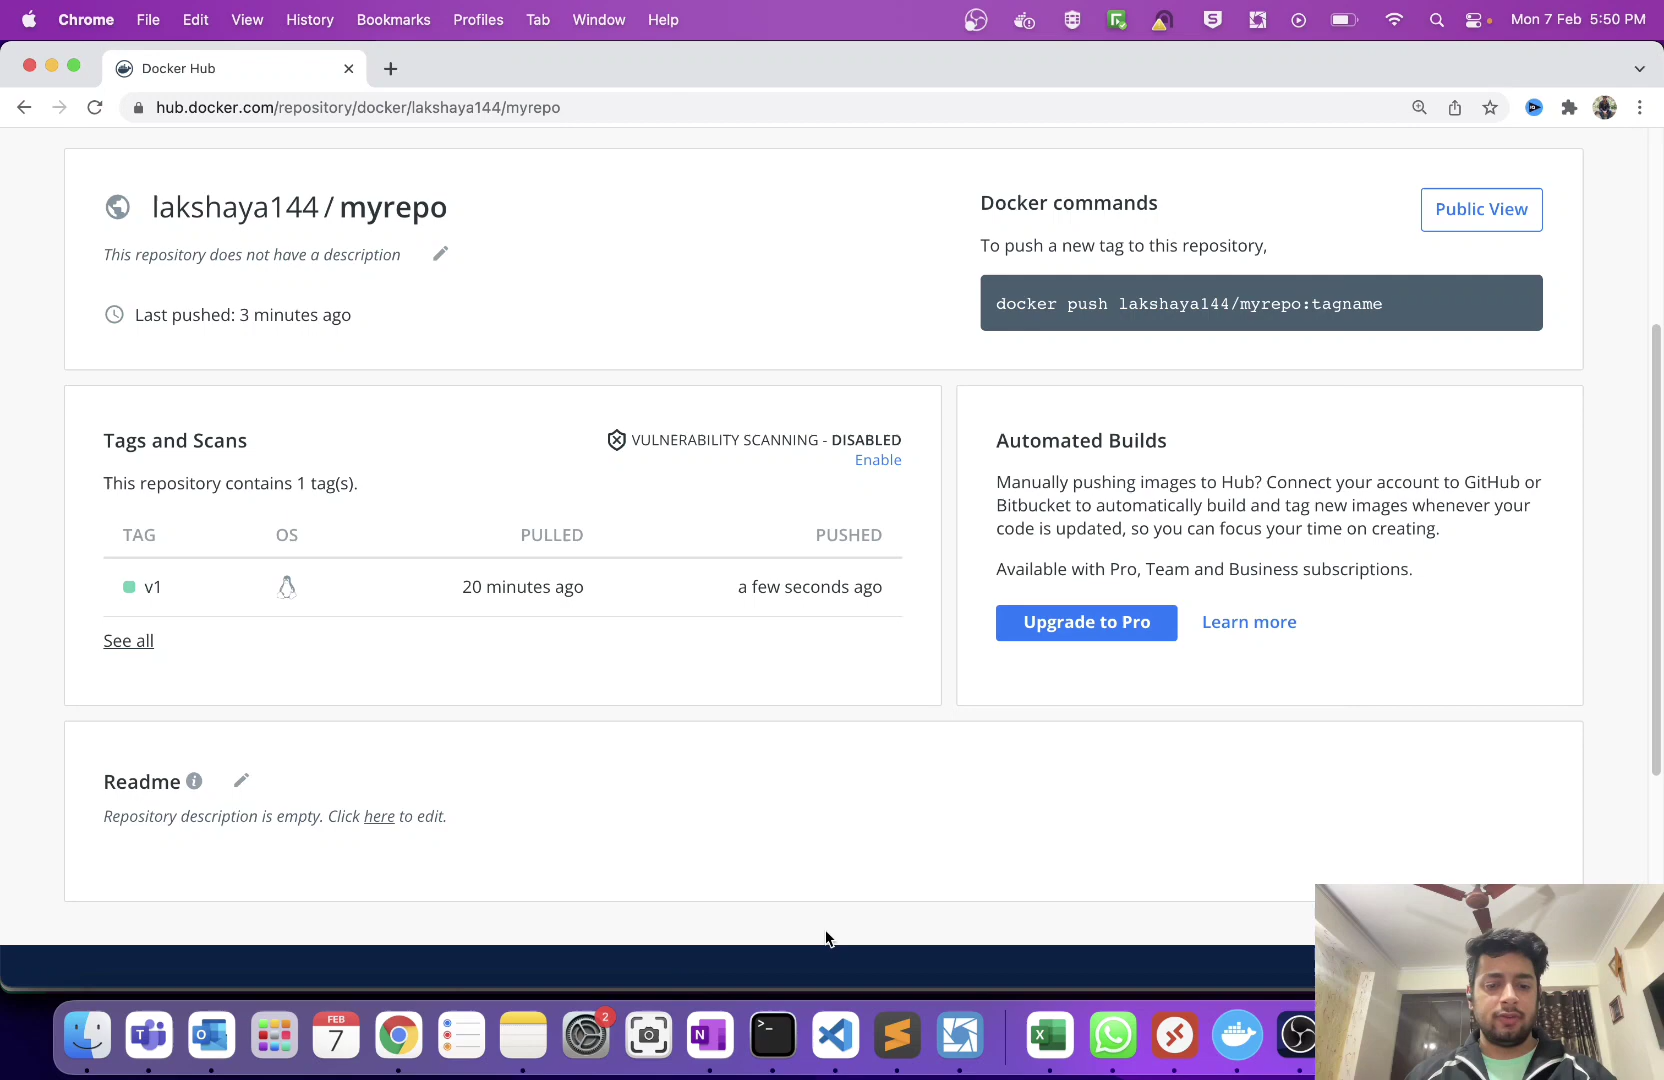 Chrome File Edit View History Bookmarks Profiles Tab Window Help Mon 7 Feb 5:50 PM
Docker Hub
hub.docker.com/repository/docker/lakshaya144/myrepo
lakshaya144 / myrepo
This repository does not have a description
Last pushed: 3 minutes ago
Docker commands
Public View
To push a new tag to this repository,
docker push lakshaya144/myrepo:tagname
Tags and Scans
VULNERABILITY SCANNING - DISABLED
Enable
This repository contains 1 tag(s).
TAG OS PULLED PUSHED
v1 20 minutes ago a few seconds ago
See all
Automated Builds
Manually pushing images to Hub? Connect your account to GitHub or
Bitbucket to automatically build and tag new images whenever your
code is updated, so you can focus your time on creating.
Available with Pro, Team and Business subscriptions.
Upgrade to Pro Learn more
Readme
Repository description is empty. Click here to edit.
FEB
7
2